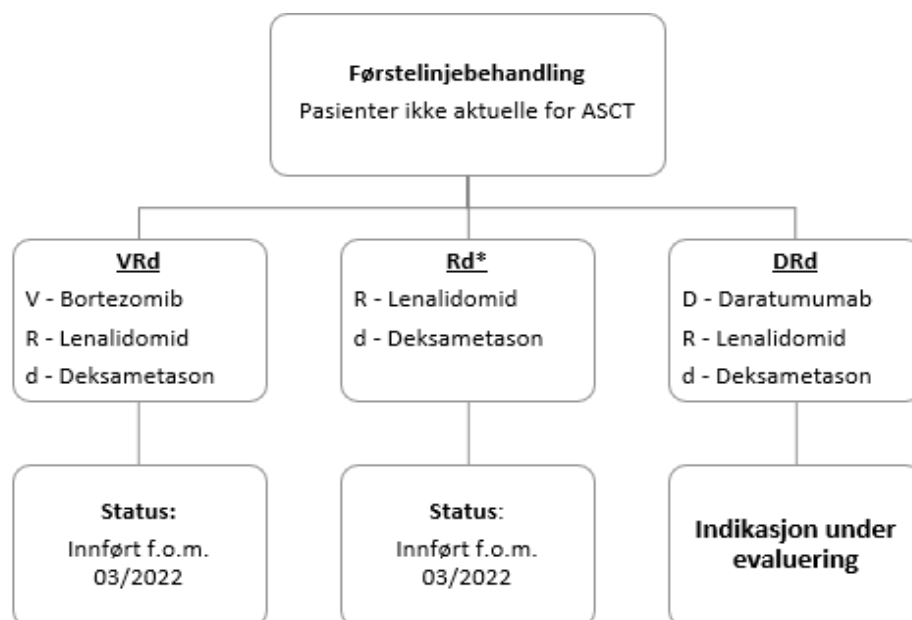 Førstelinjebehandling
Pasienter ikke aktuelle for ASCT
VRd
V - Bortezomib
R - Lenalidomid
d - Deksametason
Rd*
R - Lenalidomid
d - Deksametason
DRd
D - Daratumumab
R - Lenalidomid
d - Deksametason
Status:
Innført f.o.m.
03/2022
Status:
Innført f.o.m.
03/2022
Indikasjon under
evaluering